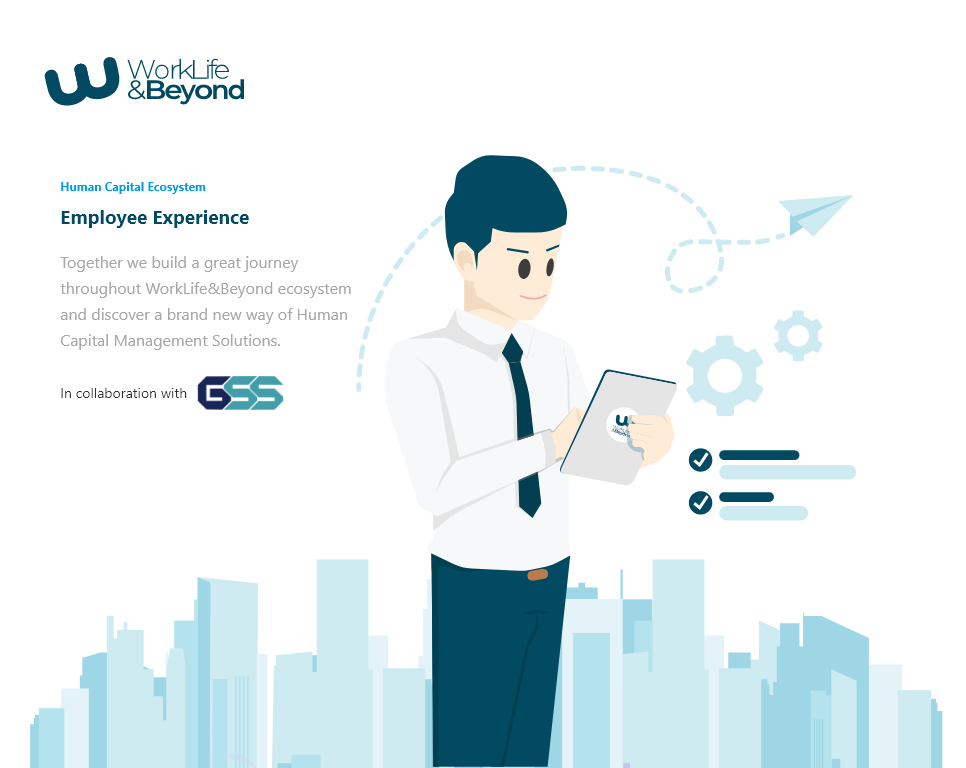 WorkLife
&Beyond
Human Capital Ecosystem
Employee Experience
Together we build a great journey
throughout WorkLife&Beyond ecosystem
and discover a brand new way of Human
Capital Management Solutions.
In collaboration with GSS